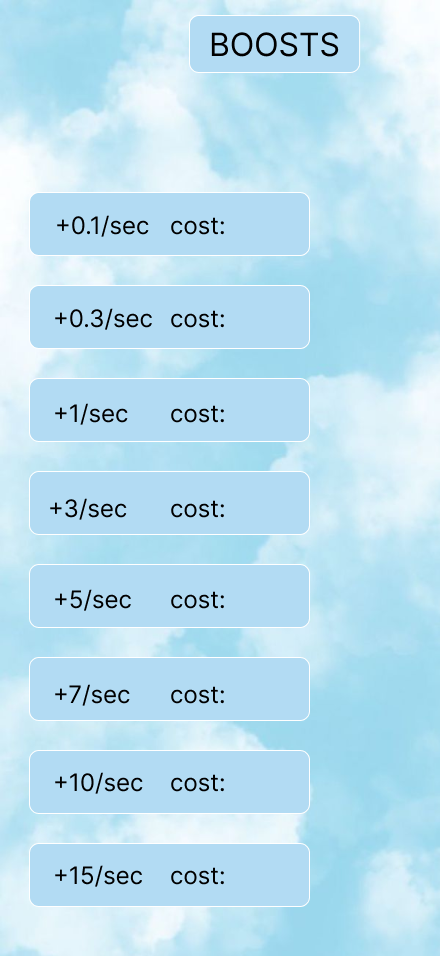 BOOSTS
+0.1/sec cost:
+0.3/sec cost:
+1/sec cost:
+3/sec cost:
+5/sec cost:
+7/sec cost:
+10/sec cost:
+15/sec cost: